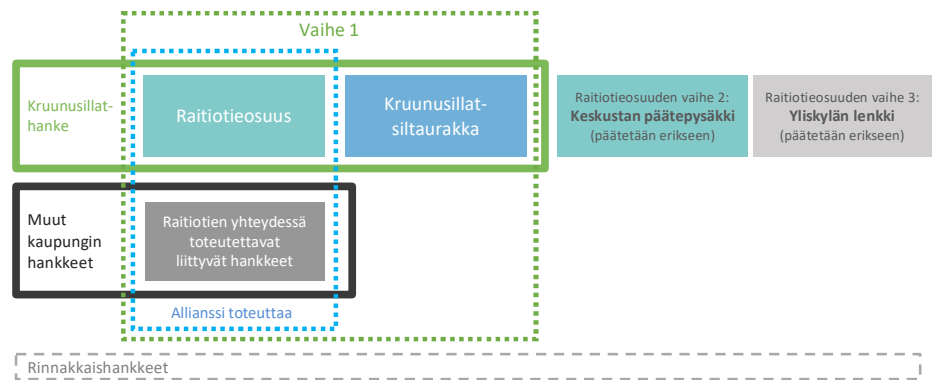 Vaihe 1
Kruunusillat-
hanke
Raitiotieosuus
Kruunusillat-
siltaurakka
Raitiotieosuuden vaihe 2:
Keskustan päätepysäkki
(päätetään erikseen)
Raitiotieosuuden vaihe 3:
Yliskylän lenkki
(päätetään erikseen)
Muut
kaupungin
hankkeet
Raitiotien yhteydessä
toteutettavat
liittyvät hankkeet
Allianssi toteuttaa
Rinnakkaishankkeet